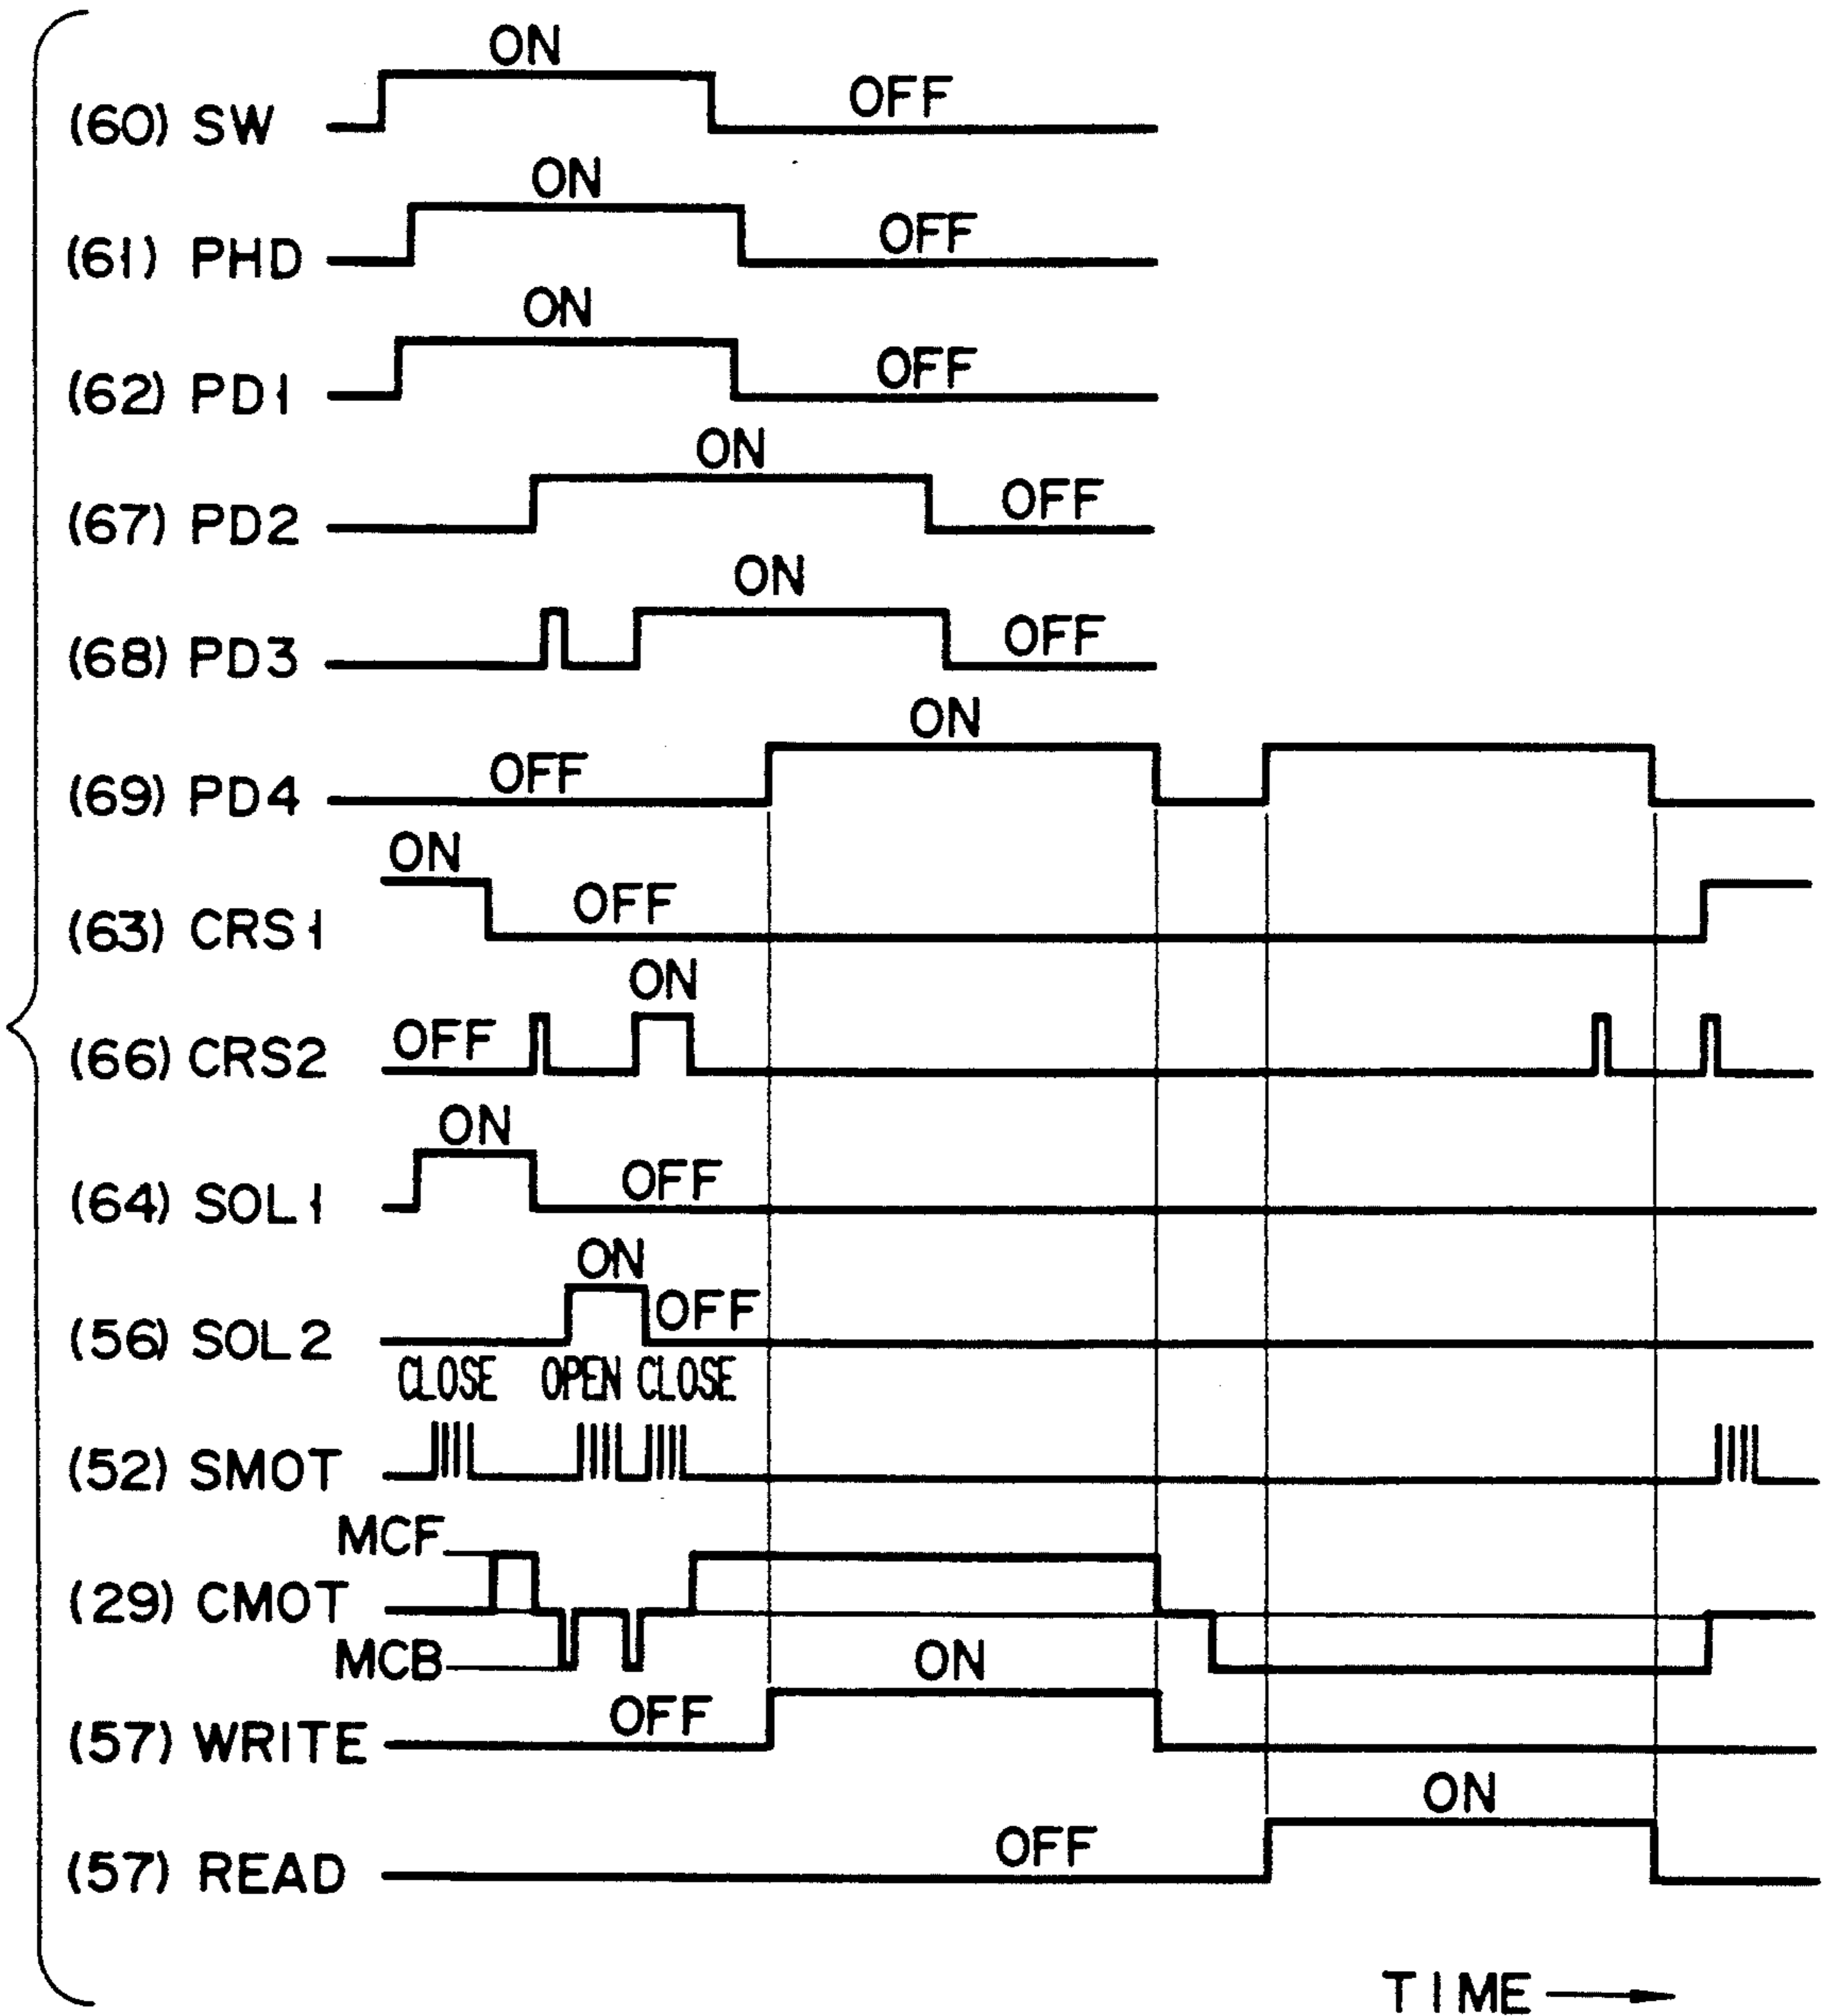 ON
(60) SW OFF
ON
(61) PHD OFF
ON
(62) PD1 OFF
ON
(67) PD2 OFF
ON
(68) PD3 OFF
ON
(69) PD4 OFF
ON
(63) CRS1 OFF
ON
(66) CRS2 OFF
ON
(64) SOL1 OFF
ON
(56) SOL2 OFF
CLOSE OPEN CLOSE
(52) SMOT
MCF
(29) CMOT
MCB ON
(57) WRITE OFF
ON
(57) READ OFF
TIME